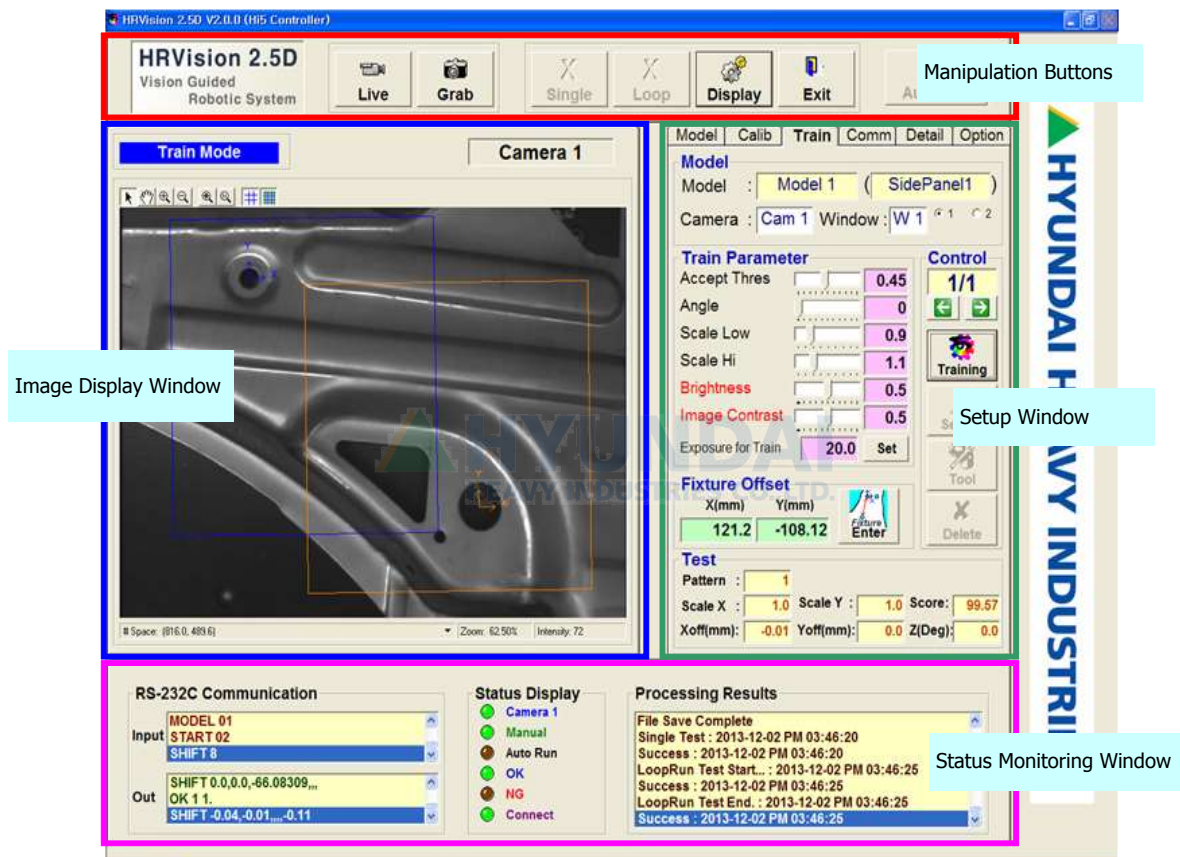 HRVision 2.5D V2.0.0 (Hi5 Controller)
HRVision 2.5D
Vision Guided
Robotic System
Live
Grab
Single
Loop
Display
Exit
Manipulation Buttons
Train Mode
Camera 1
Model Calib Train Comm Detail Option
Model
Model : Model 1 ( SidePanel1 )
Camera : Cam 1 Window : W 1 1 2
Train Parameter
Accept Thres 0.45
Angle 0
Scale Low 0.9
Scale Hi 1.1
Brightness 0.5
Image Contrast 0.5
Exposure for Train 20.0 Set
Control
1/1
Training
Tool
Delete
Image Display Window
Setup Window
Fixture Offset
X(mm) Y(mm)
121.2 -108.12
Fixture
Enter
Test
Pattern : 1
Scale X : 1.0 Scale Y : 1.0 Score: 99.57
Xoff(mm): -0.01 Yoff(mm): 0.0 Z(Deg): 0.0
# Space: (816.0, 489.6) Zoom: 62.50% Intensity: 72
HYUNDAI
HEAVY INDUSTRIES CO., LTD.
RS-232C Communication
Input
MODEL 01
START 02
SHIFT 8
Out
SHIFT 0.0,0.0,-66.08309,,,
OK 1 1.
SHIFT -0.04,-0.01,,,,-0.11
Status Display
Camera 1
Manual
Auto Run
OK
NG
Connect
Processing Results
File Save Complete
Single Test : 2013-12-02 PM 03:46:20
Success : 2013-12-02 PM 03:46:20
LoopRun Test Start... : 2013-12-02 PM 03:46:25
Success : 2013-12-02 PM 03:46:25
LoopRun Test End. : 2013-12-02 PM 03:46:25
Success : 2013-12-02 PM 03:46:25
Status Monitoring Window
HYUNDAI